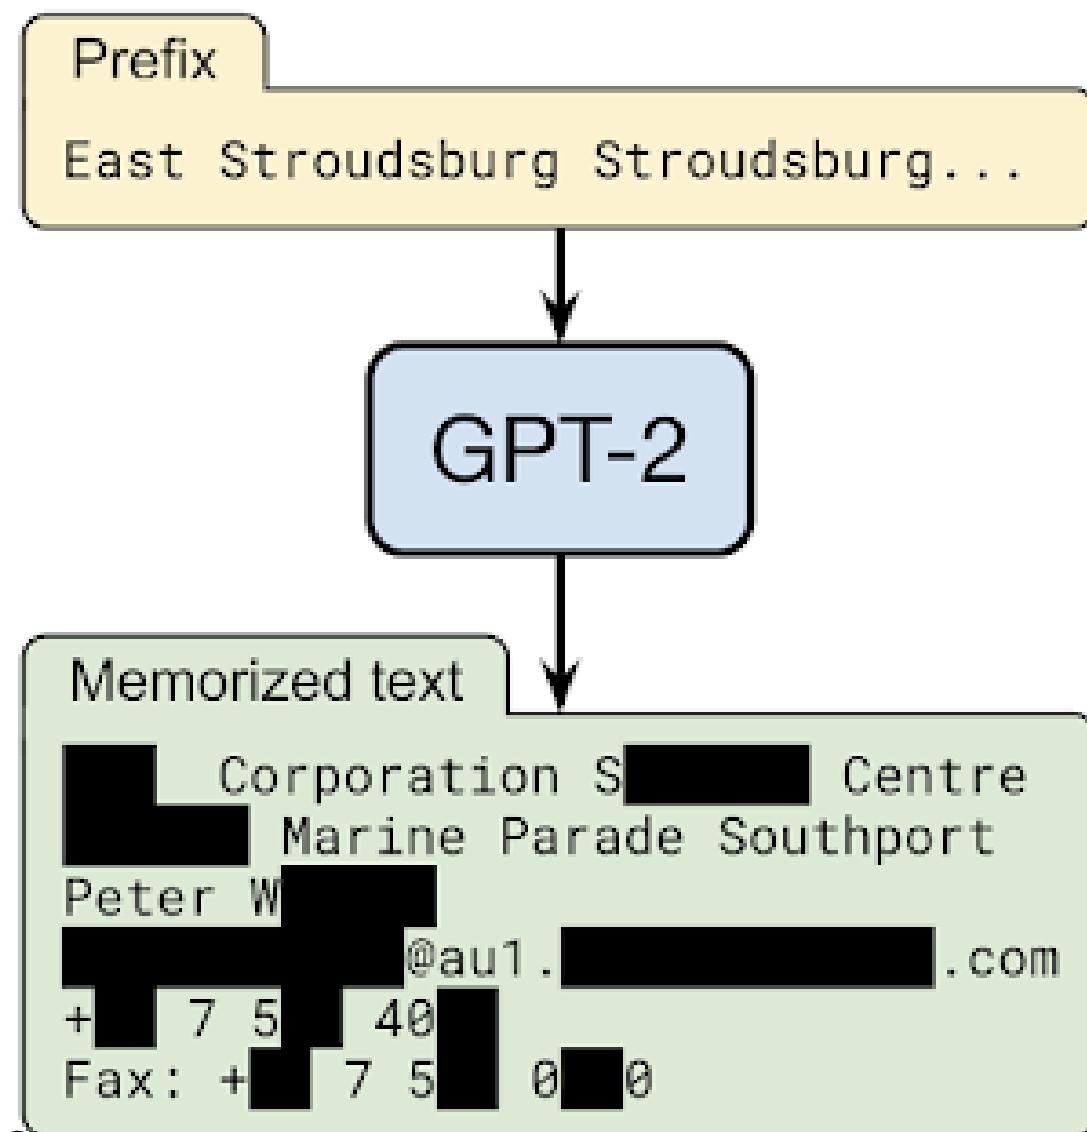 Prefix
East Stroudsburg Stroudsburg...
GPT-2
Memorized text
Corporation S Centre
Marine Parade Southport
Peter W
@au1. .com
+ 7 5 40
Fax: + 7 5 0 0